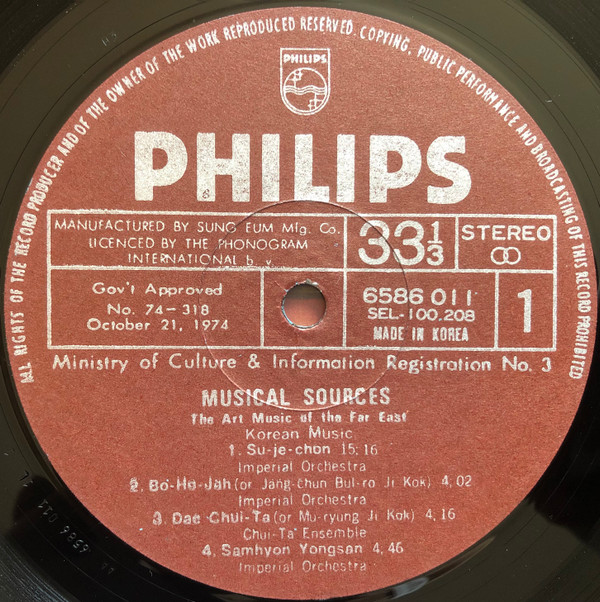 ALL RIGHTS OF THE RECORD PRODUCER AND OF THE OWNER OF THE WORK REPRODUCED RESERVED. COPYING, PUBLIC PERFORMANCE AND BROADCASTING OF THIS RECORD PROHIBITED
PHILIPS
PHILIPS
MANUFACTURED BY SUNG EUM Mfg. Co.
LICENCED BY THE PHONOGRAM
INTERNATIONAL b. v.
33 1/3
STEREO
Gov't Approved
No. 74-318
October 21, 1974
6586 011
SEL-100.208
MADE IN KOREA
1
Ministry of Culture & Information Registration No. 3
MUSICAL SOURCES
The Art Music of the Far East
Korean Music
1. Su-je-chon 15:16
Imperial Orchestra
2. Bo-Ho-Jah (or Jang-chun Bul-ro Ji Kok) 4,02
Imperial Orchestra
3. Dae Chui-Ta (or Mu-ryung Ji Kok) 4,16
Chui-Ta Ensemble
4. Samhyon Yongsan 4,46
Imperial Orchestra
6586 011